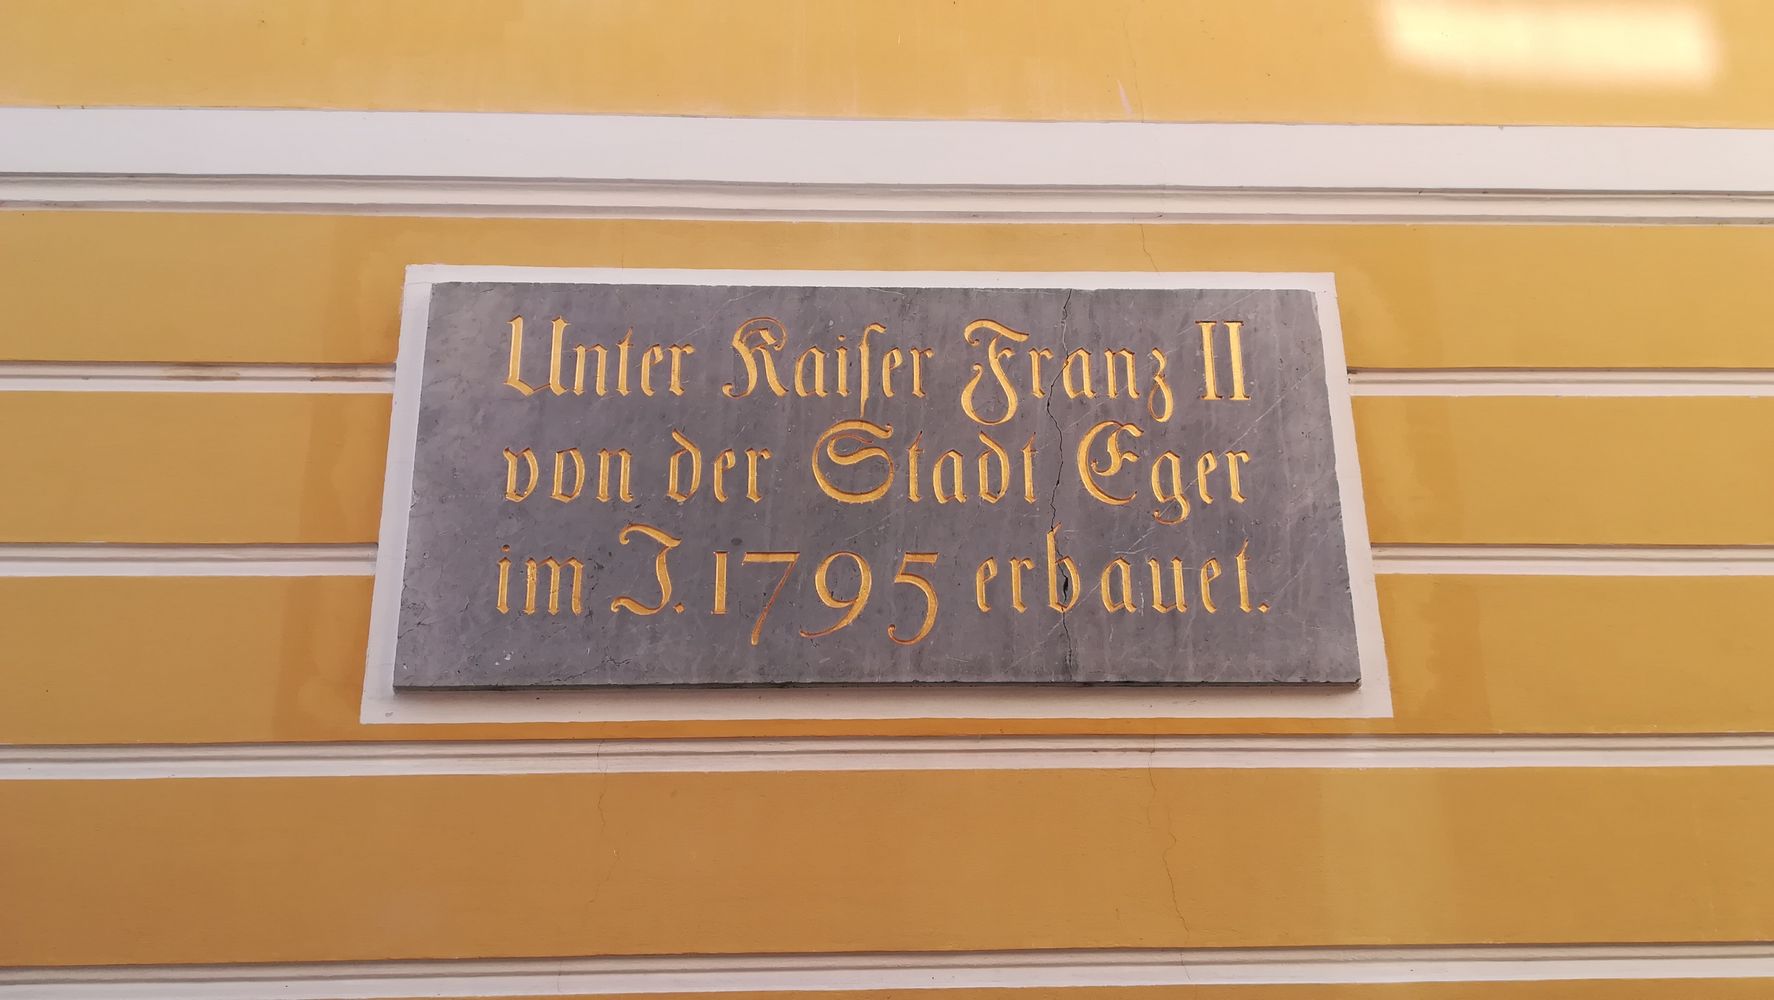 Unter Kaiser Franz II
von der Stadt Eger
im J. 1795 erbauet.